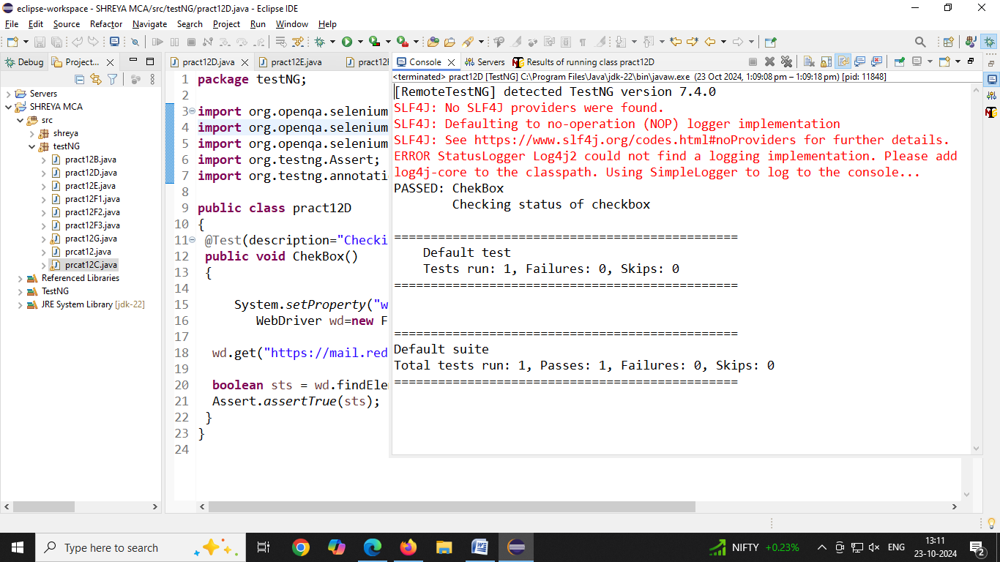 eclipse-workspace - SHREYA MCA/src/testNG/pract12D.java - Eclipse IDE
File Edit Source Refactor Navigate Search Project Run Window Help
Debug Project...
Servers
SHREYA MCA
src
shreya
testNG
pract12B.java
pract12D.java
pract12E.java
pract12F1.java
pract12F2.java
pract12F3.java
pract12G.java
prcat12.java
prcat12C.java
Referenced Libraries
TestNG
JRE System Library [jdk-22]
pract12D.java pract12E.java pract12
1 package testNG;
2
3 import org.openqa.selenium
4 import org.openqa.selenium
5 import org.openqa.selenium
6 import org.testng.Assert;
7 import org.testng.annotati
8
9 public class pract12D
10 {
11 @Test(description="Checki
12 public void ChekBox()
13 {
14
15 System.setProperty("w
16 WebDriver wd=new F
17
18 wd.get("https://mail.red
19
20 boolean sts = wd.findEle
21 Assert.assertTrue(sts);
22 }
23 }
24
Console Servers Results of running class pract12D
<terminated> pract12D [TestNG] C:\Program Files\Java\jdk-22\bin\javaw.exe (23 Oct 2024, 1:09:08 pm – 1:09:18 pm) [pid: 11848]
[RemoteTestNG] detected TestNG version 7.4.0
SLF4J: No SLF4J providers were found.
SLF4J: Defaulting to no-operation (NOP) logger implementation
SLF4J: See https://www.slf4j.org/codes.html#noProviders for further details.
ERROR StatusLogger Log4j2 could not find a logging implementation. Please add
log4j-core to the classpath. Using SimpleLogger to log to the console...
PASSED: ChekBox
Checking status of checkbox
===============================================
Default test
Tests run: 1, Failures: 0, Skips: 0
===============================================
===============================================
Default suite
Total tests run: 1, Passes: 1, Failures: 0, Skips: 0
===============================================
Type here to search
NIFTY +0.23%
ENG
13:11
23-10-2024
2